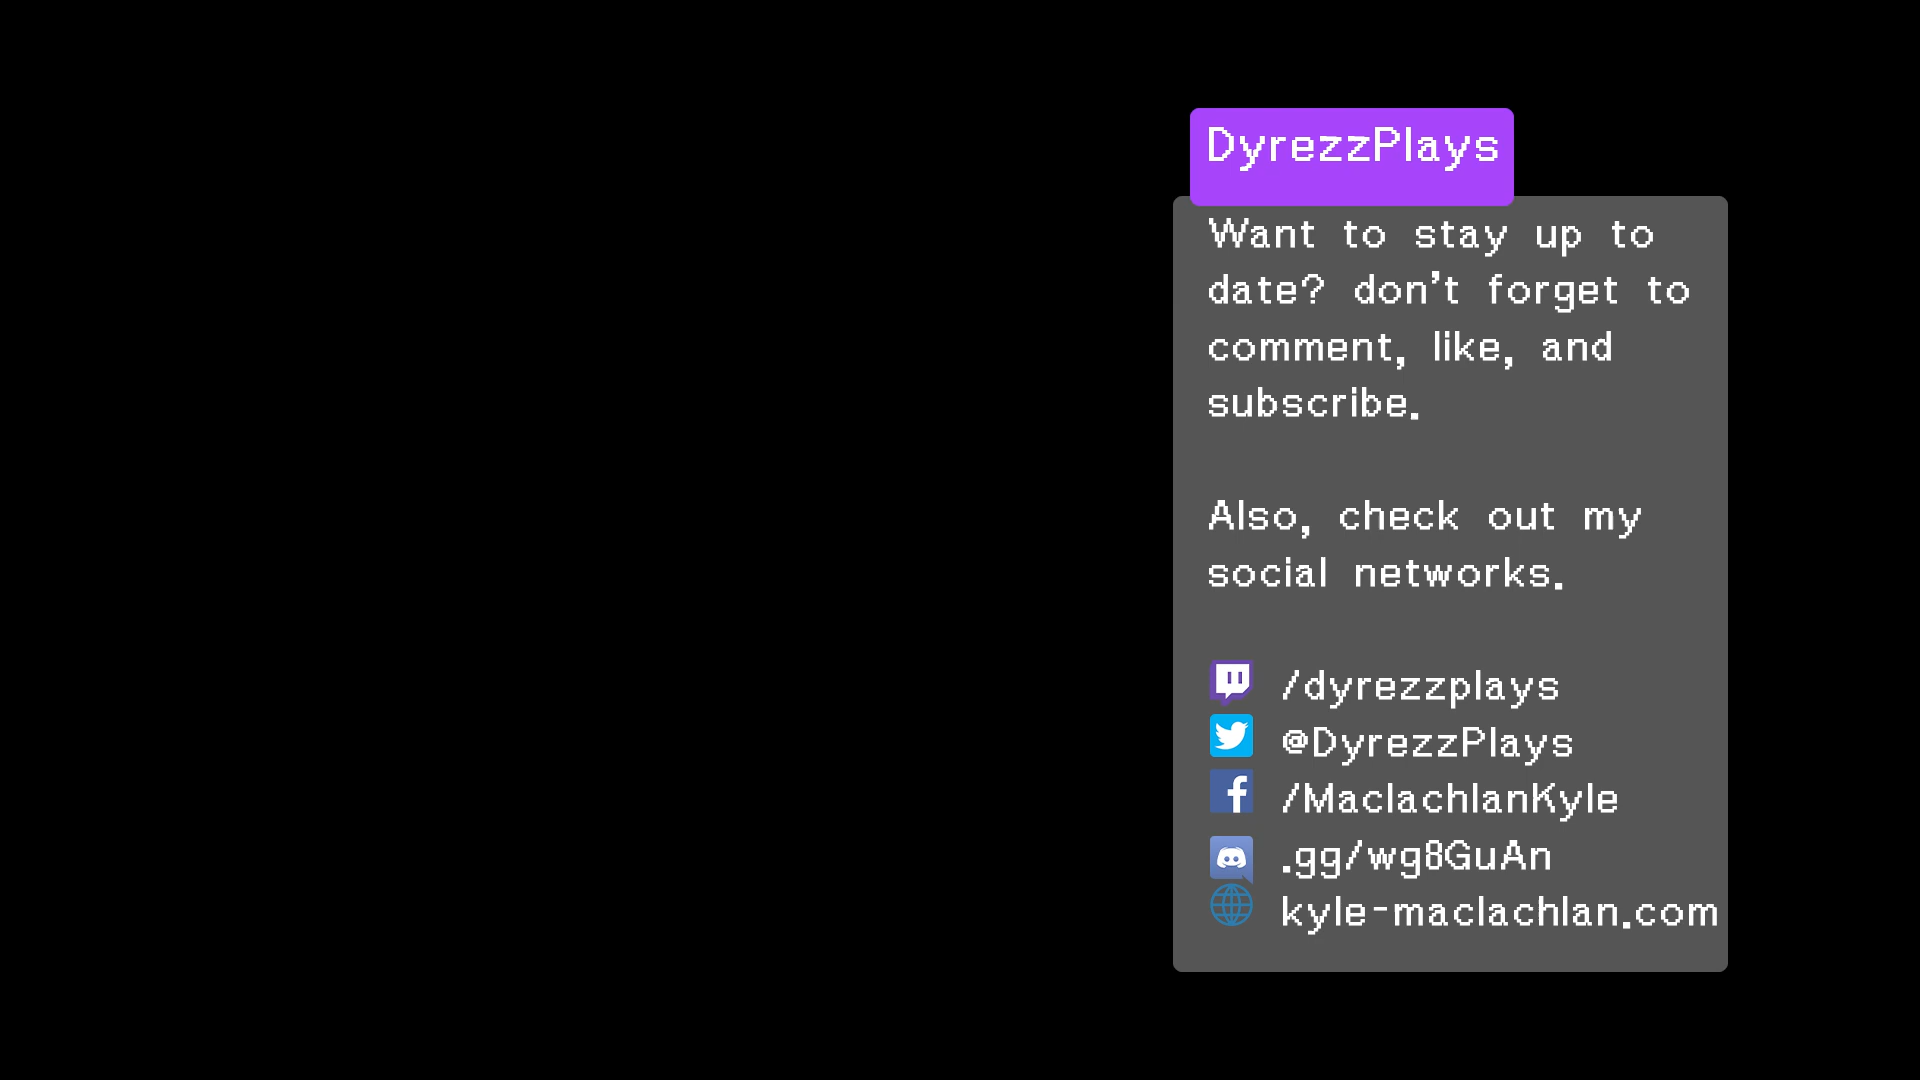 DyrezzPlays
Want to stay up to
date? don't forget to
comment, like, and
subscribe.
Also, check out my
social networks.
/dyrezzplays
@DyrezzPlays
/MaclachlanKyle
.gg/wg8GuAn
kyle-maclachlan.com